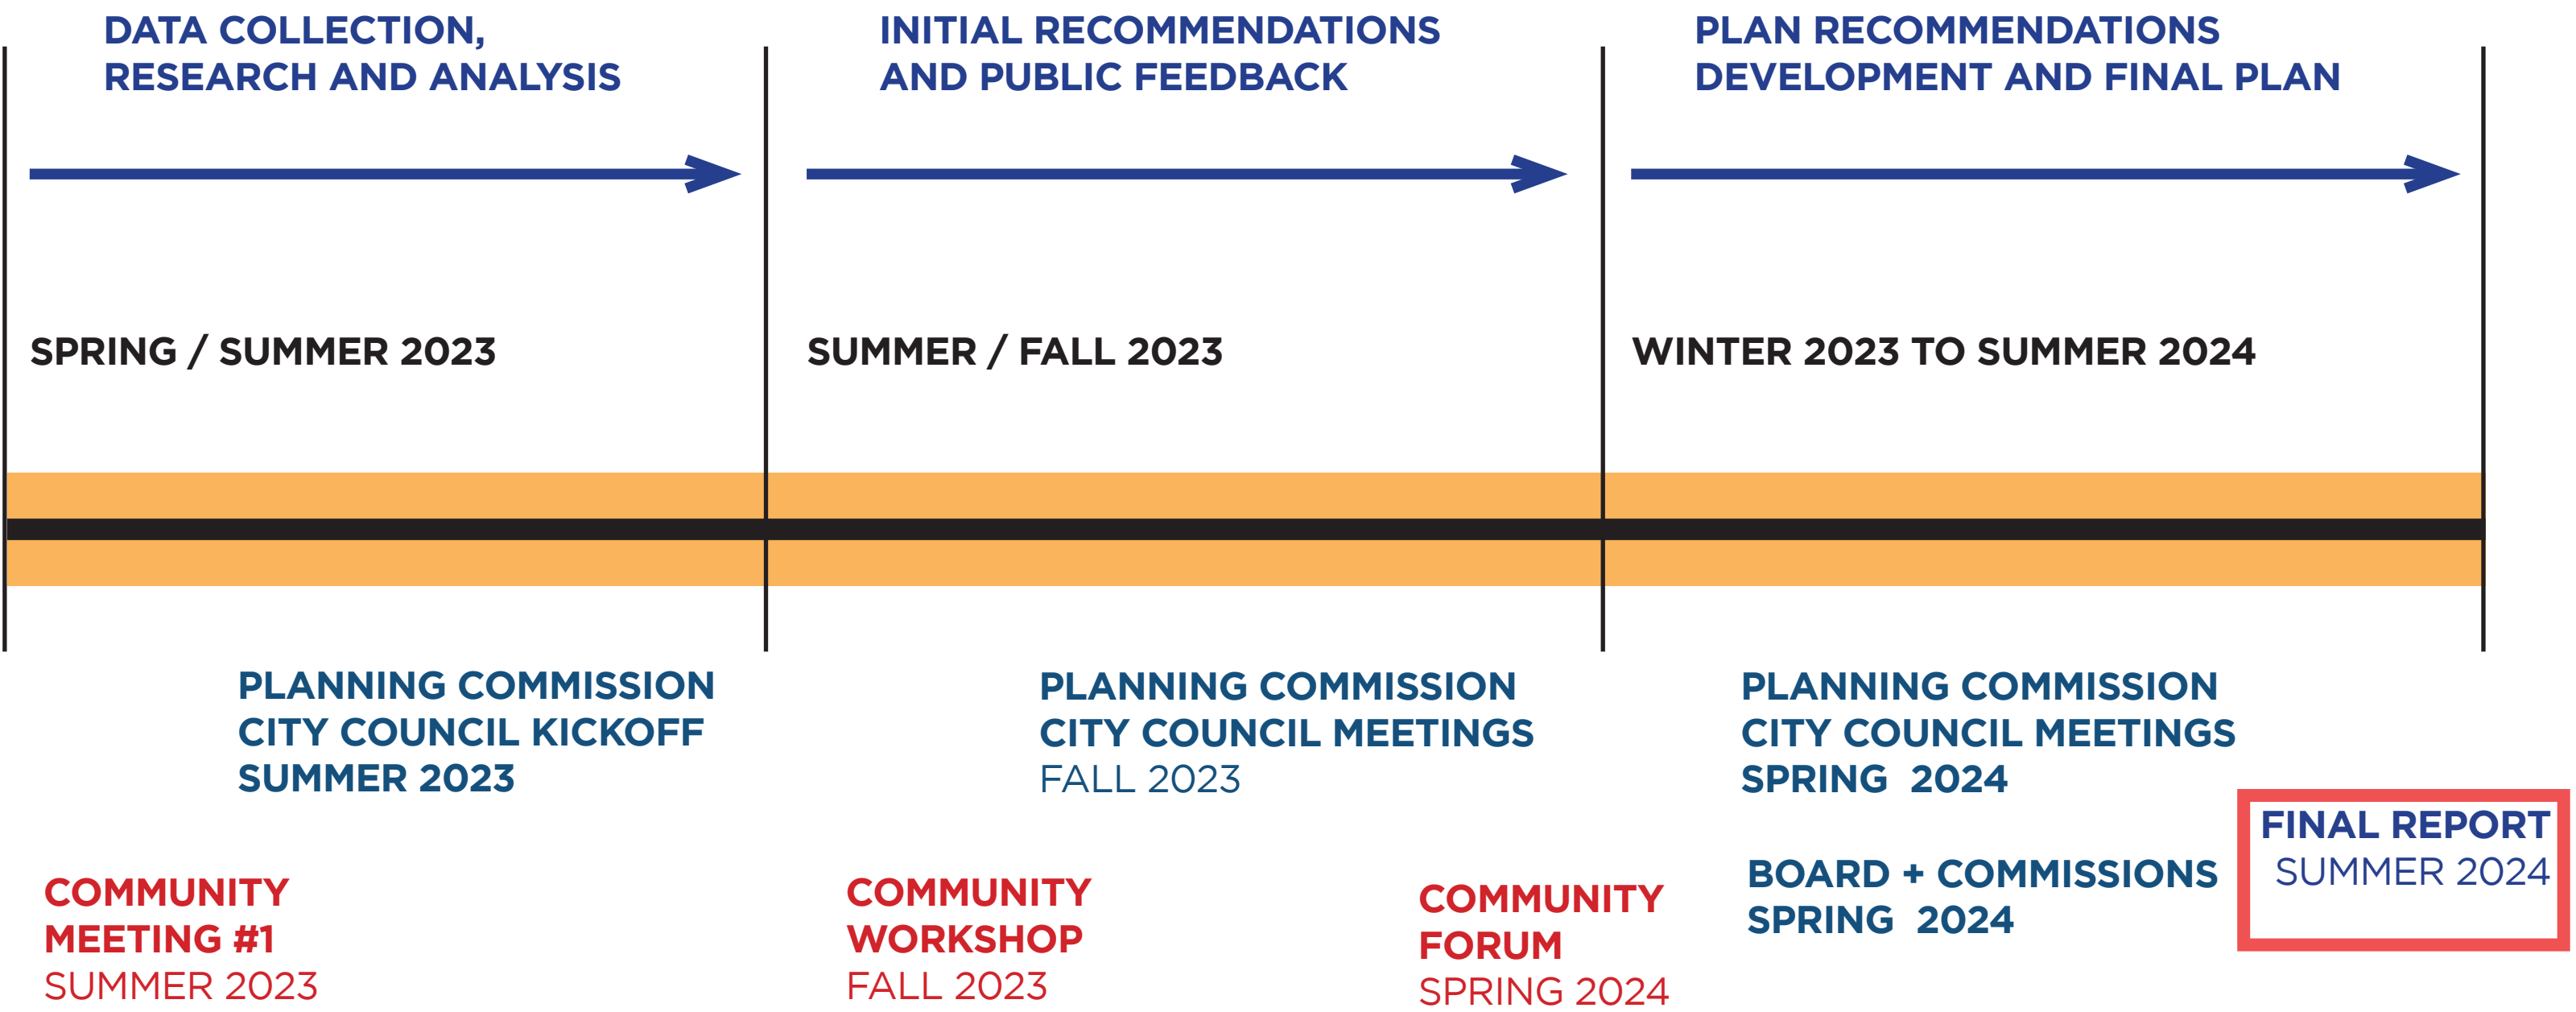 DATA COLLECTION,
RESEARCH AND ANALYSIS
INITIAL RECOMMENDATIONS
AND PUBLIC FEEDBACK
PLAN RECOMMENDATIONS
DEVELOPMENT AND FINAL PLAN
SPRING / SUMMER 2023
SUMMER / FALL 2023
WINTER 2023 TO SUMMER 2024
PLANNING COMMISSION
CITY COUNCIL KICKOFF
SUMMER 2023
PLANNING COMMISSION
CITY COUNCIL MEETINGS
FALL 2023
PLANNING COMMISSION
CITY COUNCIL MEETINGS
SPRING 2024
COMMUNITY
MEETING #1
SUMMER 2023
COMMUNITY
WORKSHOP
FALL 2023
COMMUNITY
FORUM
SPRING 2024
BOARD + COMMISSIONS
SPRING 2024
FINAL REPORT
SUMMER 2024